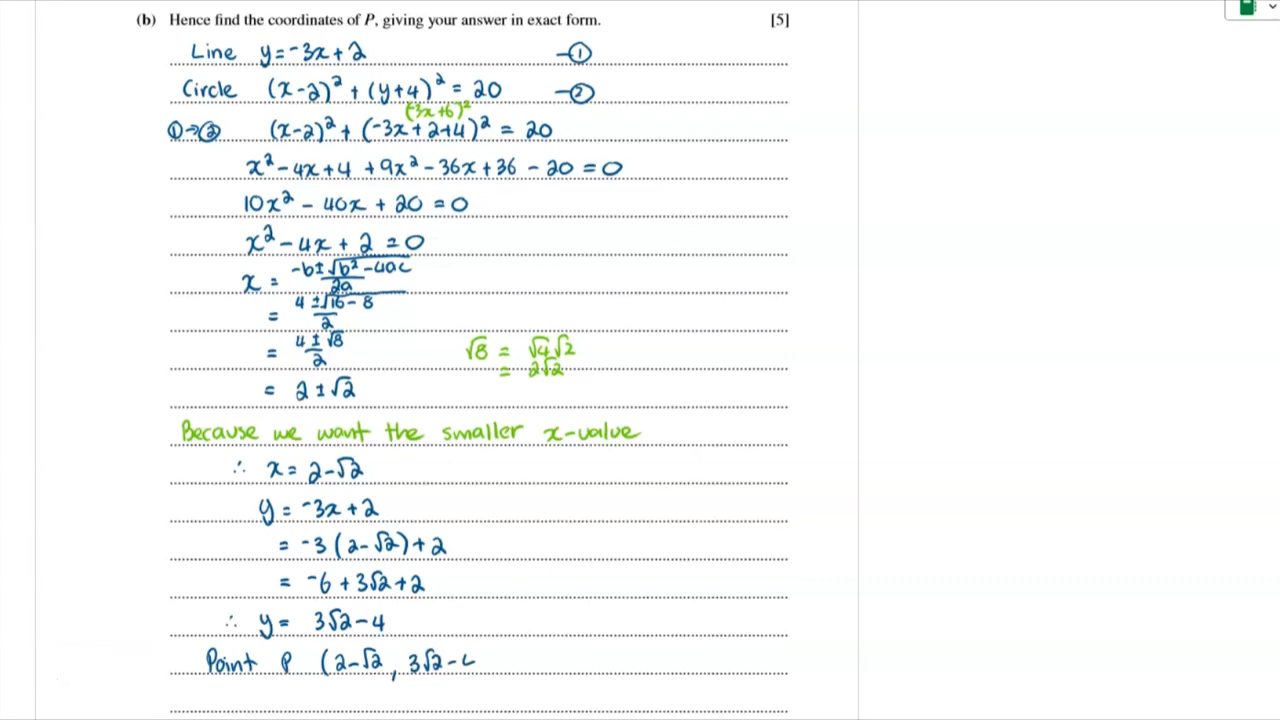 (b) Hence find the coordinates of P, giving your answer in exact form. [5]
Line y = -3x + 2 —①
Circle (x-2)² + (y+4)² = 20 —②
(-3x+6)²
①→② (x-2)² + (-3x+2+4)² = 20
x² - 4x + 4 + 9x² - 36x + 36 - 20 = 0
10x² - 40x + 20 = 0
x² - 4x + 2 = 0
x = (-b ± √(b² - 4ac))/2a
= (4 ± √(16 - 8))/2
= (4 ± √8)/2
√8 = √4√2
= 2√2
= 2 ± √2
Because we want the smaller x-value
∴ x = 2 - √2
y = -3x + 2
= -3(2-√2) + 2
= -6 + 3√2 + 2
∴ y = 3√2 - 4
Point P (2-√2, 3√2 -